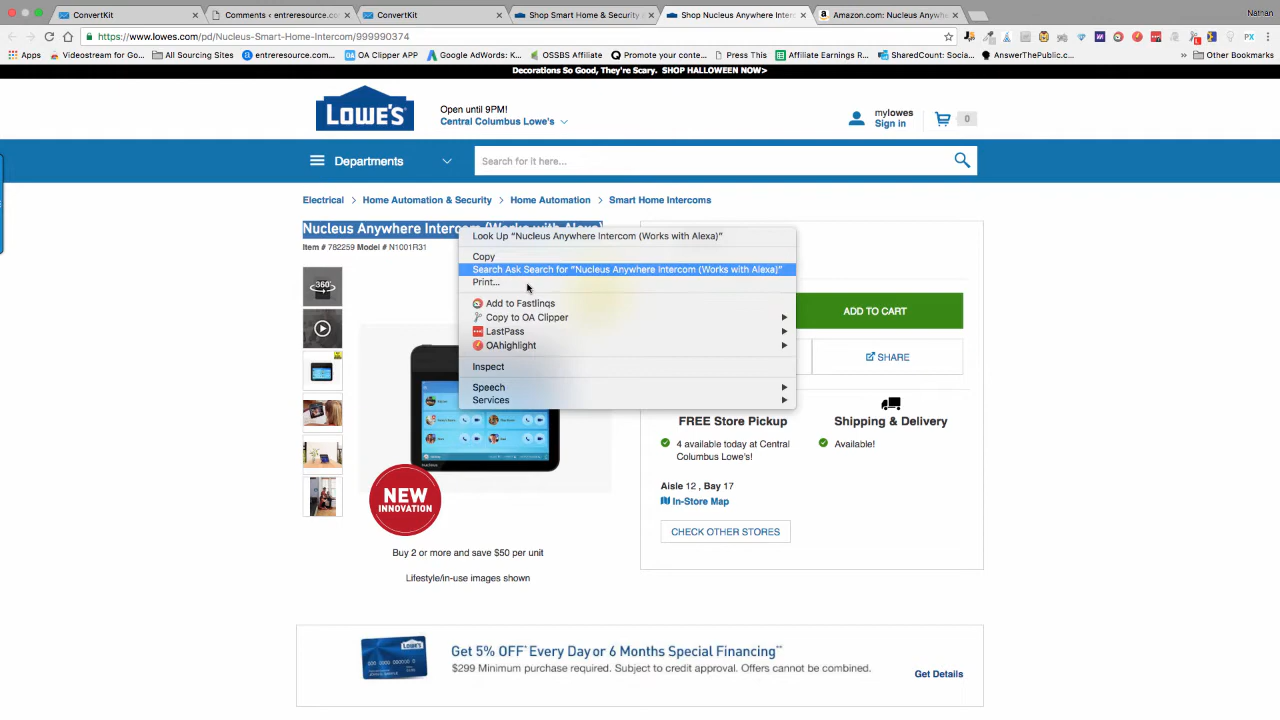 ConvertKit
Comments ‹ entreresource.com
ConvertKit
Shop Smart Home & Security
Shop Nucleus Anywhere Inter
Amazon.com: Nucleus Anywh
Nathan
https://www.lowes.com/pd/Nucleus-Smart-Home-Intercom/999990374
Apps
Videostream for Go...
All Sourcing Sites
entreresource.com...
OA Clipper APP
Google AdWords: K...
OSSBS Affiliate
Promote your conte...
Press This
Affiliate Earnings R...
SharedCount: Socia...
AnswerThePublic.c...
Other Bookmarks
Decorations So Good, They're Scary. SHOP HALLOWEEN NOW>
LOWE'S
Open until 9PM!
Central Columbus Lowe's
mylowes
Sign in
0
Departments
Search for it here...
Electrical > Home Automation & Security > Home Automation > Smart Home Intercoms
Nucleus Anywhere Intercom (Works with Alexa)
Item # 782259 Model # N1001R31
Look Up “Nucleus Anywhere Intercom (Works with Alexa)”
Copy
Search Ask Search for “Nucleus Anywhere Intercom (Works with Alexa)”
Print...
Add to Fastlinqs
Copy to OA Clipper
LastPass
OAhighlight
Inspect
Speech
Services
360°
NEW
INNOVATION
Buy 2 or more and save $50 per unit
Lifestyle/in-use images shown
ADD TO CART
SHARE
FREE Store Pickup
4 available today at Central
Columbus Lowe's!
Shipping & Delivery
Available!
Aisle 12 , Bay 17
In-Store Map
CHECK OTHER STORES
LOWE'S
Get 5% OFF* Every Day or 6 Months Special Financing**
$299 Minimum purchase required. Subject to credit approval. Offers cannot be combined.
Get Details